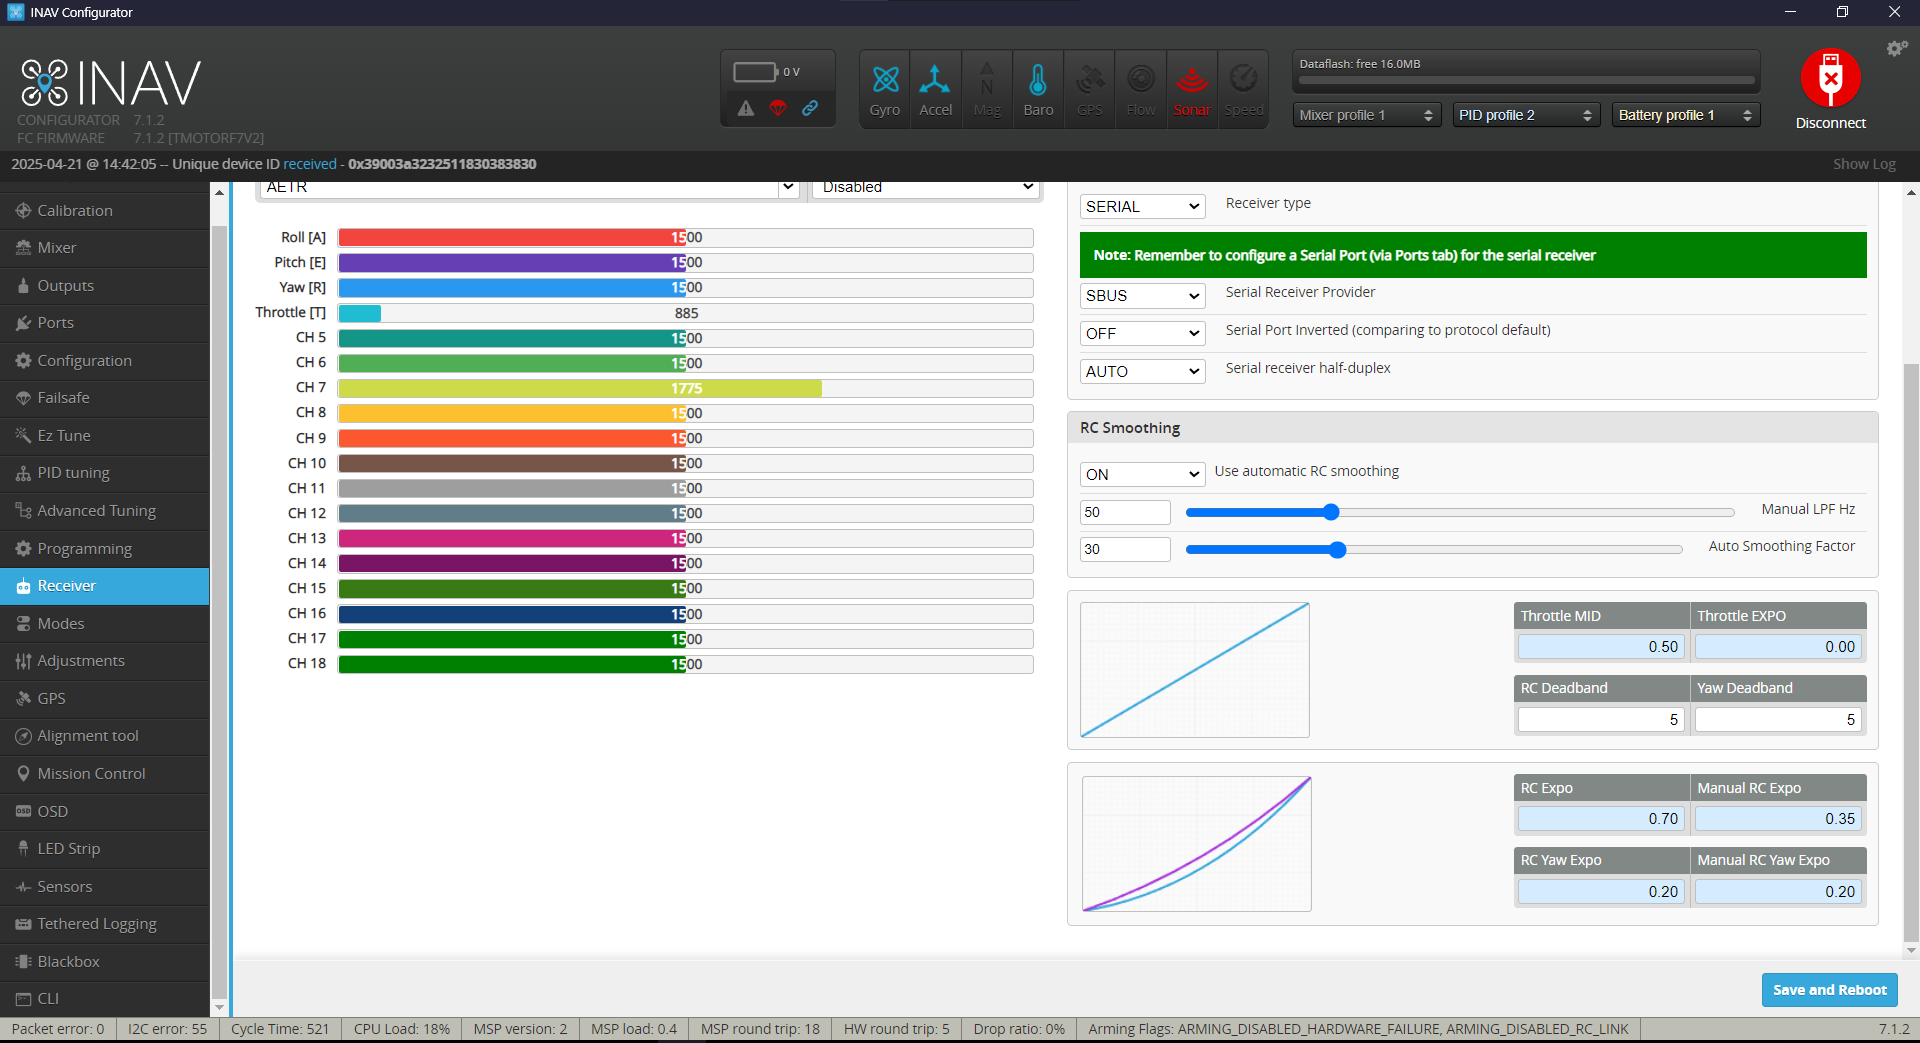 INAV Configurator
INAV
CONFIGURATOR 7.1.2
FC FIRMWARE 7.1.2 [TMOTORF7V2]
0 V
Gyro Accel Mag Baro GPS Flow Sonar Speed
Dataflash: free 16.0MB
Mixer profile 1 PID profile 2 Battery profile 1
Disconnect
2025-04-21 @ 14:42:05 -- Unique device ID received - 0x39003a3232511830383830
Show Log
Calibration
Mixer
Outputs
Ports
Configuration
Failsafe
Ez Tune
PID tuning
Advanced Tuning
Programming
Receiver
Modes
Adjustments
GPS
Alignment tool
Mission Control
OSD
LED Strip
Sensors
Tethered Logging
Blackbox
CLI
AETR Disabled
Roll [A] 1500
Pitch [E] 1500
Yaw [R] 1500
Throttle [T] 885
CH 5 1500
CH 6 1500
CH 7 1775
CH 8 1500
CH 9 1500
CH 10 1500
CH 11 1500
CH 12 1500
CH 13 1500
CH 14 1500
CH 15 1500
CH 16 1500
CH 17 1500
CH 18 1500
SERIAL Receiver type
Note: Remember to configure a Serial Port (via Ports tab) for the serial receiver
SBUS Serial Receiver Provider
OFF Serial Port Inverted (comparing to protocol default)
AUTO Serial receiver half-duplex
RC Smoothing
ON Use automatic RC smoothing
50 Manual LPF Hz
30 Auto Smoothing Factor
Throttle MID Throttle EXPO
0.50 0.00
RC Deadband Yaw Deadband
5 5
RC Expo Manual RC Expo
0.70 0.35
RC Yaw Expo Manual RC Yaw Expo
0.20 0.20
Save and Reboot
Packet error: 0 I2C error: 55 Cycle Time: 521 CPU Load: 18% MSP version: 2 MSP load: 0.4 MSP round trip: 18 HW round trip: 5 Drop ratio: 0% Arming Flags: ARMING_DISABLED_HARDWARE_FAILURE, ARMING_DISABLED_RC_LINK 7.1.2